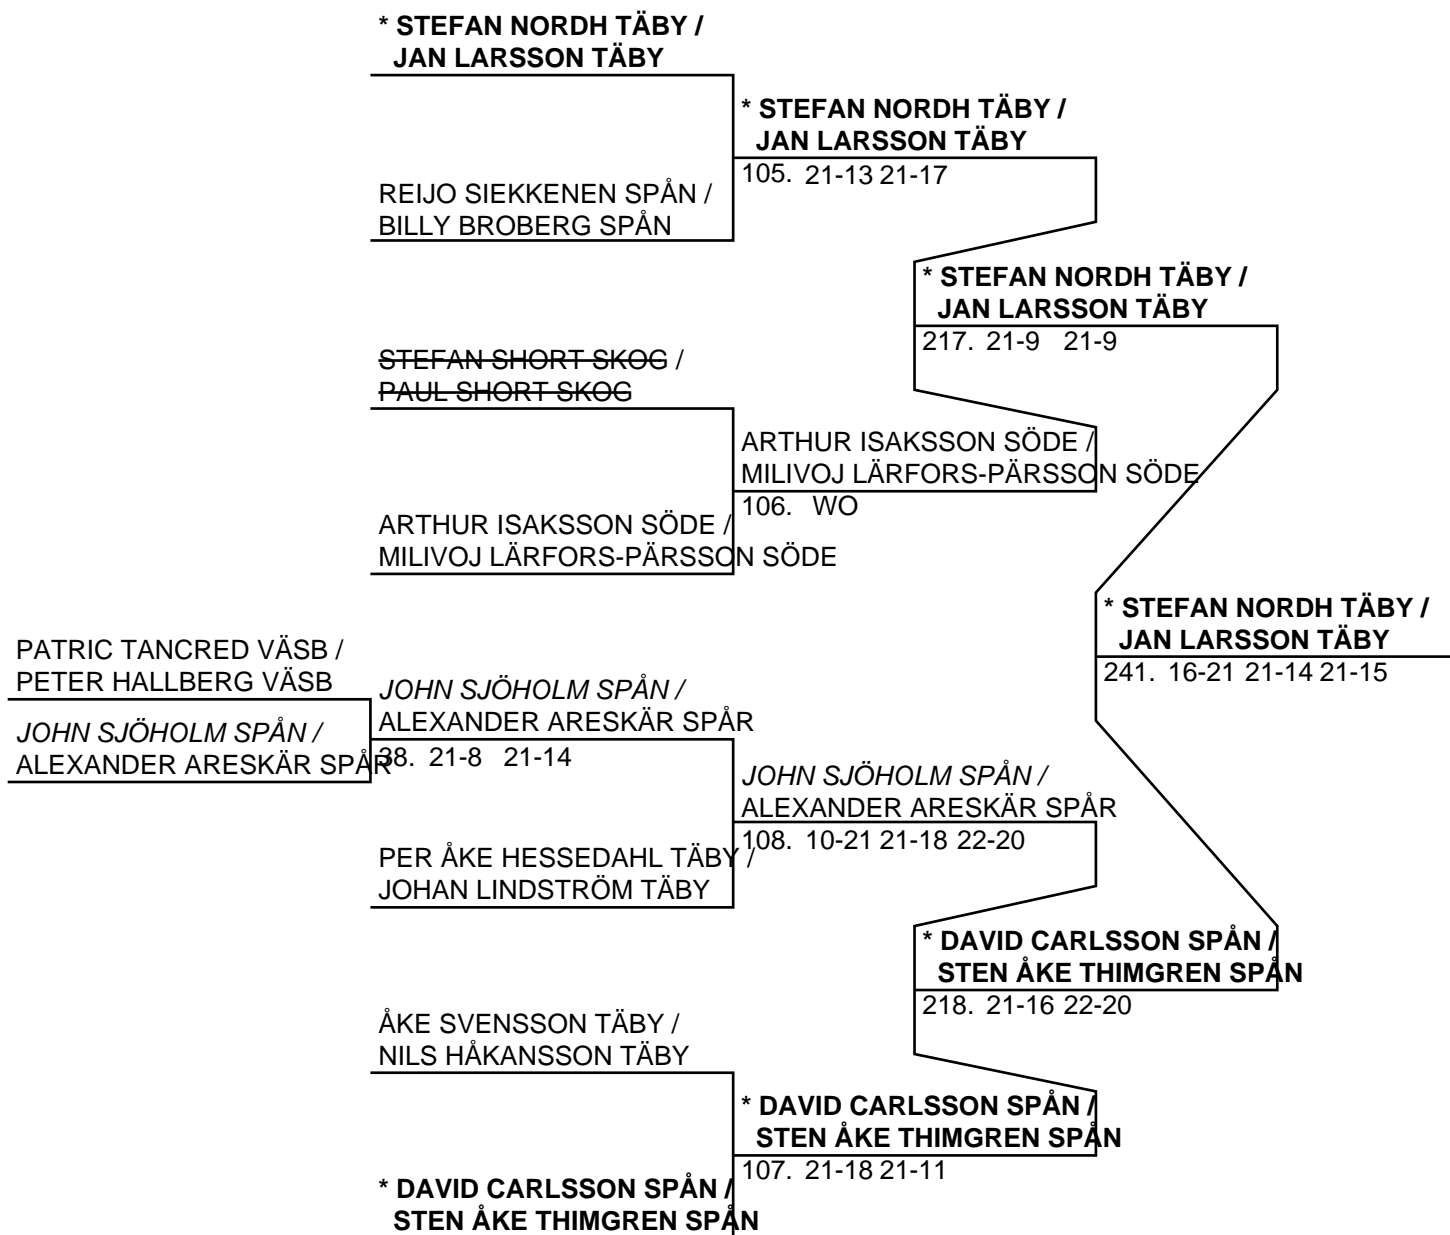 * STEFAN NORDH TÄBY /
JAN LARSSON TÄBY
* STEFAN NORDH TÄBY /
JAN LARSSON TÄBY
105. 21-13 21-17
REIJO SIEKKENEN SPÅN /
BILLY BROBERG SPÅN
* STEFAN NORDH TÄBY /
JAN LARSSON TÄBY
217. 21-9 21-9
STEFAN SHORT SKOG /
PAUL SHORT SKOG
ARTHUR ISAKSSON SÖDE /
MILIVOJ LÄRFORS-PÄRSSON SÖDE
106. WO
ARTHUR ISAKSSON SÖDE /
MILIVOJ LÄRFORS-PÄRSSON SÖDE
* STEFAN NORDH TÄBY /
JAN LARSSON TÄBY
241. 16-21 21-14 21-15
PATRIC TANCRED VÄSB /
PETER HALLBERG VÄSB
JOHN SJÖHOLM SPÅN /
ALEXANDER ARESKÄR SPÅR
38. 21-8 21-14
JOHN SJÖHOLM SPÅN /
ALEXANDER ARESKÄR SPÅR
JOHN SJÖHOLM SPÅN /
ALEXANDER ARESKÄR SPÅR
108. 10-21 21-18 22-20
PER ÅKE HESSEDAHL TÄBY /
JOHAN LINDSTRÖM TÄBY
* DAVID CARLSSON SPÅN /
STEN ÅKE THIMGREN SPÅN
218. 21-16 22-20
ÅKE SVENSSON TÄBY /
NILS HÅKANSSON TÄBY
* DAVID CARLSSON SPÅN /
STEN ÅKE THIMGREN SPÅN
107. 21-18 21-11
* DAVID CARLSSON SPÅN /
STEN ÅKE THIMGREN SPÅN